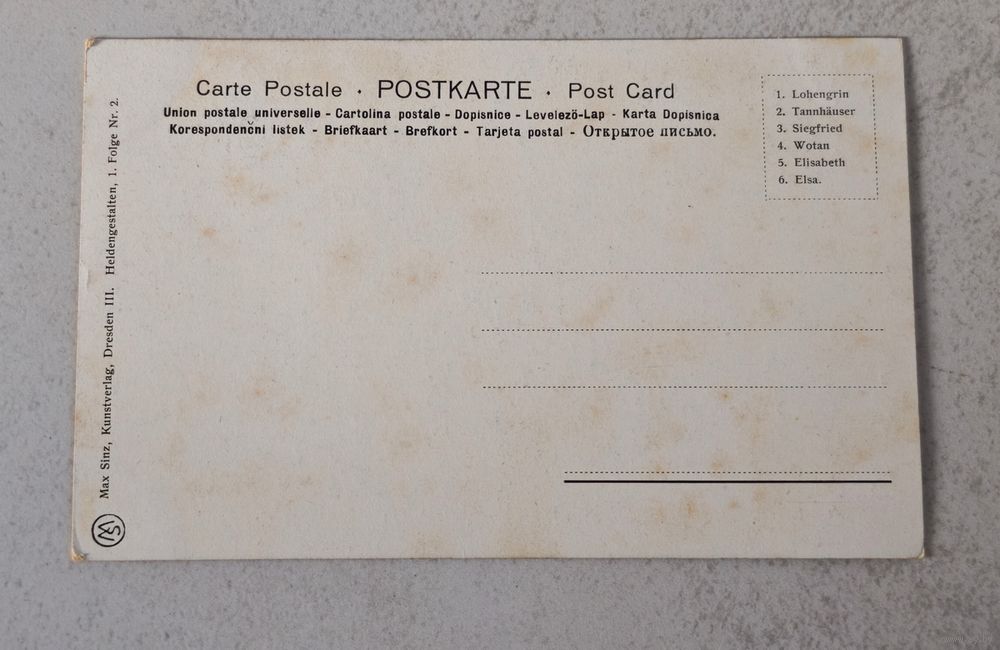 Carte Postale · POSTKARTE · Post Card
Union postale universelle - Cartolina postale - Dopisnice - Levelező-Lap - Karta Dopisnica
Korespondenční listek - Briefkaart - Brefkort - Tarjeta postal - Открытое письмо.
1. Lohengrin
2. Tannhäuser
3. Siegfried
4. Wotan
5. Elisabeth
6. Elsa.
Max Sinz, Kunstverlag, Dresden III. Heldengestalten, 1. Folge Nr. 2.
MS